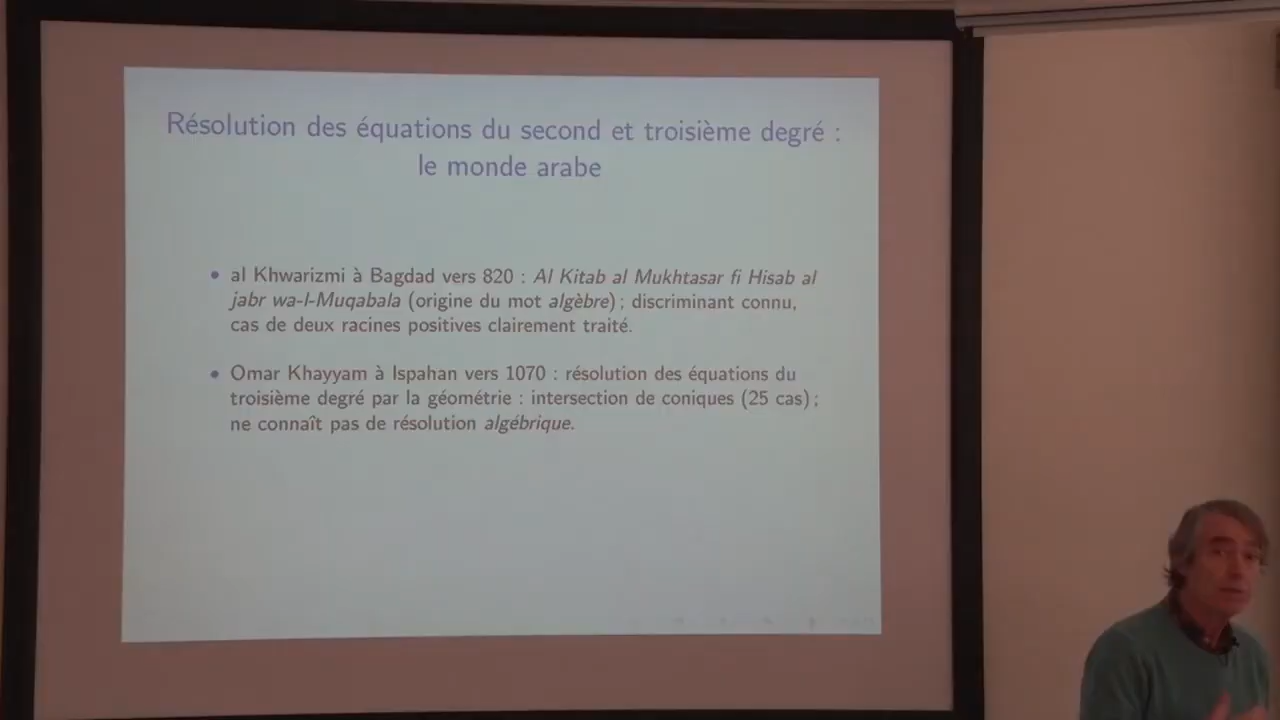 Résolution des équations du second et troisième degré :
le monde arabe
• al Khwarizmi à Bagdad vers 820 : Al Kitab al Mukhtasar fi Hisab al
jabr wa-l-Muqabala (origine du mot algèbre) ; discriminant connu,
cas de deux racines positives clairement traité.
• Omar Khayyam à Ispahan vers 1070 : résolution des équations du
troisième degré par la géométrie : intersection de coniques (25 cas) ;
ne connaît pas de résolution algébrique.